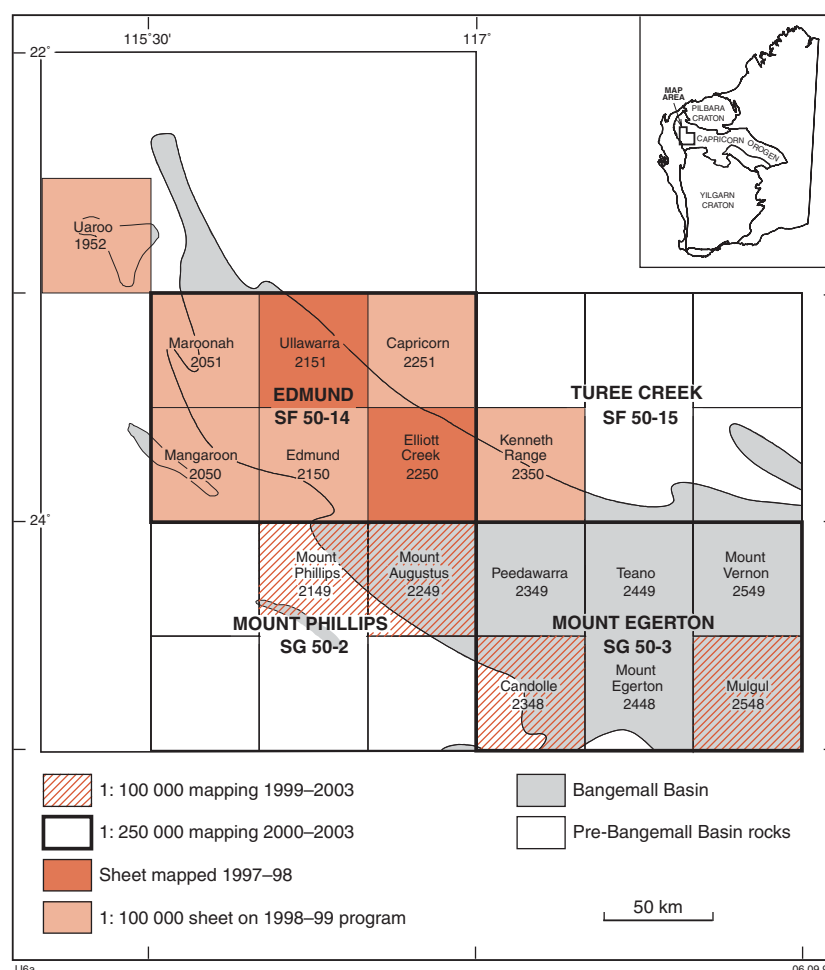 115°30'
117°
22°
MAP
AREA
PILBARA
CRATON
CAPRICORN OROGEN
YILGARN
CRATON
Uaroo
1952
Maroonah
2051
Ullawarra
2151
Capricorn
2251
EDMUND
SF 50-14
TUREE CREEK
SF 50-15
Mangaroon
2050
Edmund
2150
Elliott
Creek
2250
Kenneth
Range
2350
24°
Mount
Phillips
2149
Mount
Augustus
2249
Peedawarra
2349
Teano
2449
Mount
Vernon
2549
MOUNT PHILLIPS
SG 50-2
MOUNT EGERTON
SG 50-3
Candolle
2348
Mount
Egerton
2448
Mulgul
2548
1: 100 000 mapping 1999–2003
1: 250 000 mapping 2000–2003
Sheet mapped 1997–98
1: 100 000 sheet on 1998–99 program
Bangemall Basin
Pre-Bangemall Basin rocks
50 km